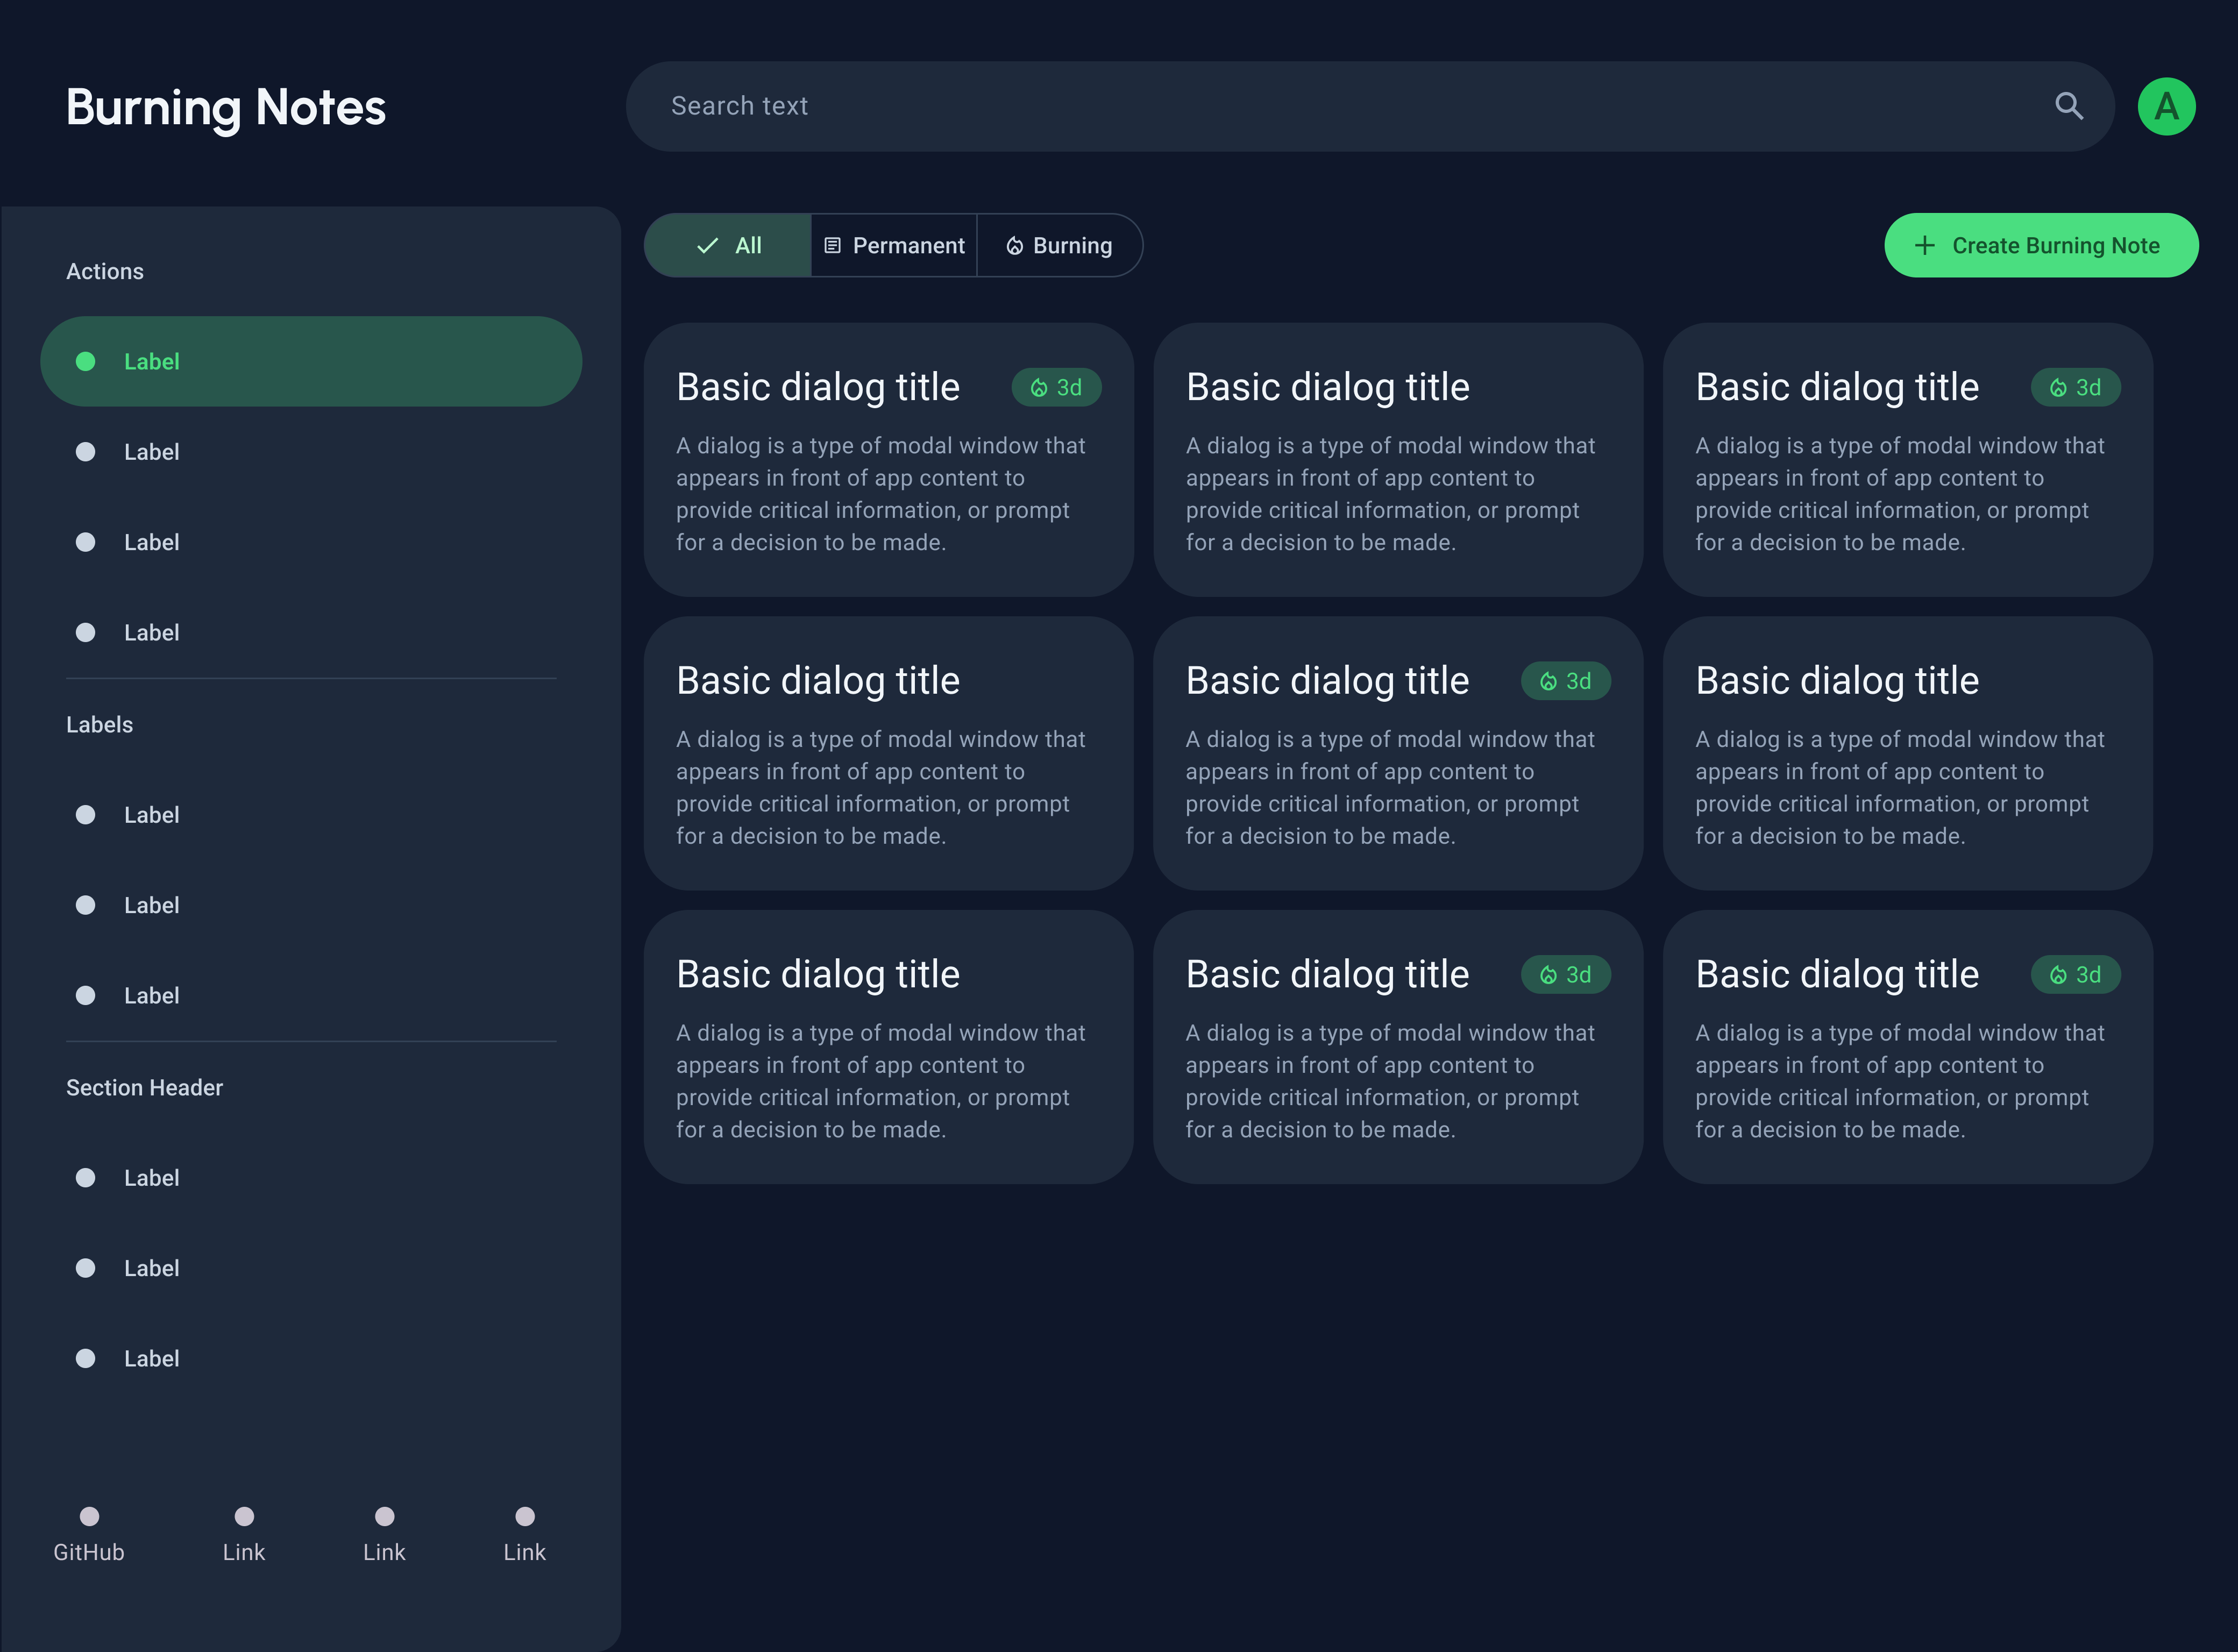 Burning Notes
Search text
A
Actions
Label
Label
Label
Label
Labels
Label
Label
Label
Section Header
Label
Label
Label
GitHub
Link
Link
Link
All
Permanent
Burning
Create Burning Note
Basic dialog title
3d
A dialog is a type of modal window that
appears in front of app content to
provide critical information, or prompt
for a decision to be made.
Basic dialog title
A dialog is a type of modal window that
appears in front of app content to
provide critical information, or prompt
for a decision to be made.
Basic dialog title
3d
A dialog is a type of modal window that
appears in front of app content to
provide critical information, or prompt
for a decision to be made.
Basic dialog title
A dialog is a type of modal window that
appears in front of app content to
provide critical information, or prompt
for a decision to be made.
Basic dialog title
3d
A dialog is a type of modal window that
appears in front of app content to
provide critical information, or prompt
for a decision to be made.
Basic dialog title
A dialog is a type of modal window that
appears in front of app content to
provide critical information, or prompt
for a decision to be made.
Basic dialog title
A dialog is a type of modal window that
appears in front of app content to
provide critical information, or prompt
for a decision to be made.
Basic dialog title
3d
A dialog is a type of modal window that
appears in front of app content to
provide critical information, or prompt
for a decision to be made.
Basic dialog title
3d
A dialog is a type of modal window that
appears in front of app content to
provide critical information, or prompt
for a decision to be made.